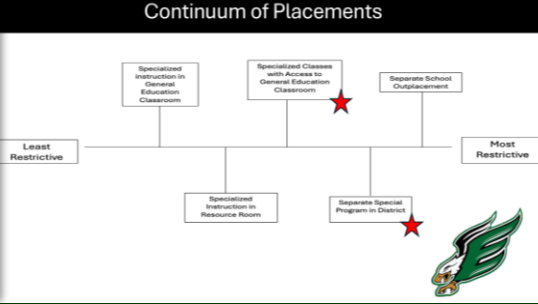 Continuum of Placements
Specialized
instruction in
General
Education
Classroom
Specialized Classes
with Access to
General Education
Classroom
Separate School
Outplacement
Least
Restrictive
Most
Restrictive
Specialized
Instruction in
Resource Room
Separate Special
Program in District
E